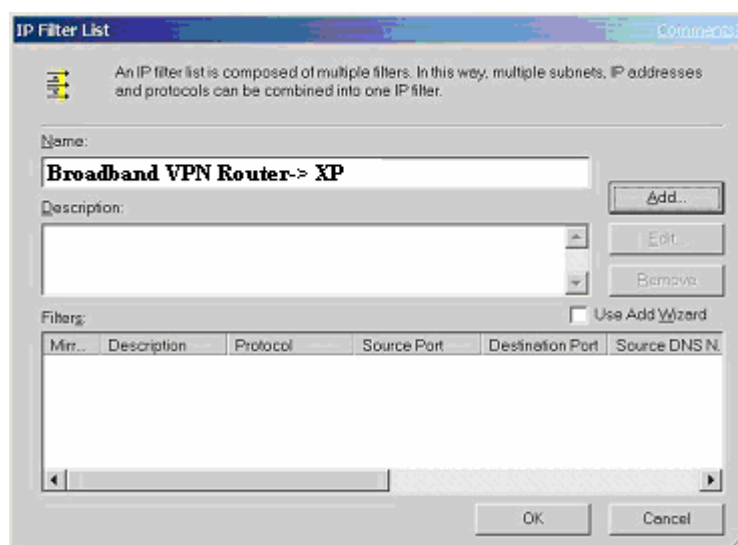 IP Filter List
Comments
An IP filter list is composed of multiple filters. In this way, multiple subnets, IP addresses
and protocols can be combined into one IP filter.
Name:
Broadband VPN Router-> XP
Add...
Description:
Edit...
Remove
Filters:
Use Add Wizard
Mirr... Description Protocol Source Port Destination Port Source DNS N.
OK Cancel